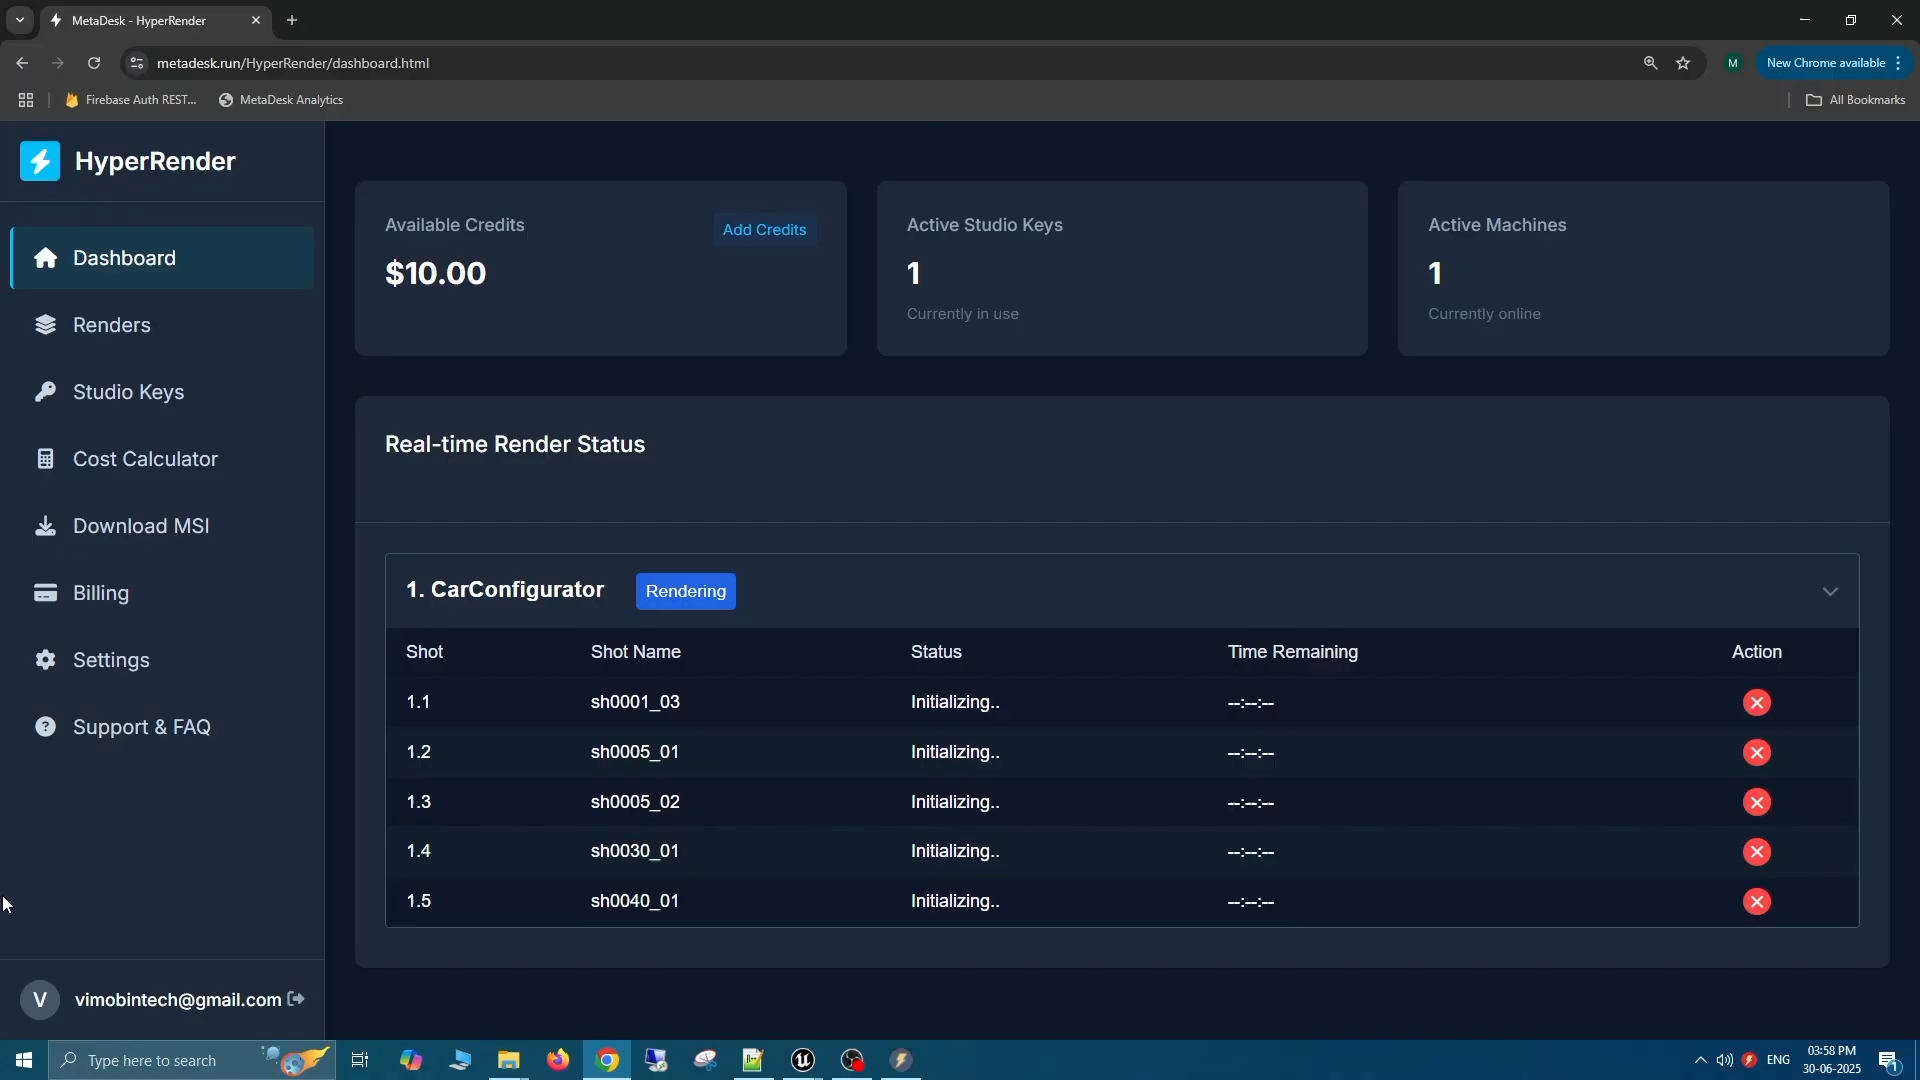 MetaDesk - HyperRender
metadesk.run/HyperRender/dashboard.html
M
New Chrome available
Firebase Auth REST...
MetaDesk Analytics
All Bookmarks
HyperRender
Dashboard
Renders
Studio Keys
Cost Calculator
Download MSI
Billing
Settings
Support & FAQ
V
vimobintech@gmail.com
Available Credits
Add Credits
$10.00
Active Studio Keys
1
Currently in use
Active Machines
1
Currently online
Real-time Render Status
1. CarConfigurator Rendering
Shot Shot Name Status Time Remaining Action
1.1 sh0001_03 Initializing.. --:--:--
1.2 sh0005_01 Initializing.. --:--:--
1.3 sh0005_02 Initializing.. --:--:--
1.4 sh0030_01 Initializing.. --:--:--
1.5 sh0040_01 Initializing.. --:--:--
Type here to search
ENG
03:58 PM
30-06-2025
1